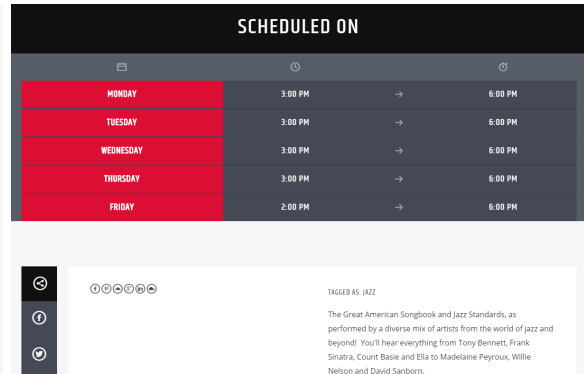 SCHEDULED ON
MONDAY 3:00 PM → 6:00 PM
TUESDAY 3:00 PM → 6:00 PM
WEDNESDAY 3:00 PM → 6:00 PM
THURSDAY 3:00 PM → 6:00 PM
FRIDAY 2:00 PM → 6:00 PM
TAGGED AS: JAZZ
The Great American Songbook and Jazz Standards, as
performed by a diverse mix of artists from the world of jazz and
beyond! You'll hear everything from Tony Bennett, Frank
Sinatra, Count Basie and Ella to Madelaine Peyroux, Willie
Nelson and David Sanborn.